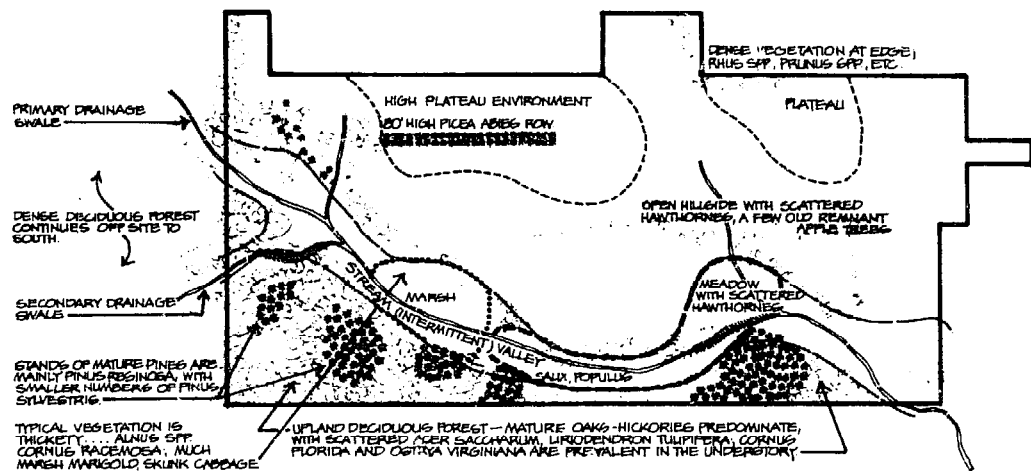 DENSE VEGETATION AT EDGE;
RHUS SPP, PRUNUS SPP, ETC.
HIGH PLATEAU ENVIRONMENT
80' HIGH PICEA ABIES ROW
PLATEAU
PRIMARY DRAINAGE
SWALE
DENSE DECIDUOUS FOREST
CONTINUES OFF SITE TO
SOUTH.
OPEN HILLSIDE WITH SCATTERED
HAWTHORNES, A FEW OLD REMNANT
APPLE TREES
SECONDARY DRAINAGE
SWALE
STREAM (INTERMITTENT) VALLEY
MARSH
MEADOW
WITH SCATTERED
HAWTHORNES
SALIX, POPULUS
STANDS OF MATURE PINES ARE
MAINLY PINUS RESINOSA, WITH
SMALLER NUMBERS OF PINUS
SYLVESTRIS.
TYPICAL VEGETATION IS
THICKETY.... ALNUS SPP.
CORNUS RACEMOSA; MUCH
MARSH MARIGOLD, SKUNK CABBAGE
UPLAND DECIDUOUS FOREST — MATURE OAKS-HICKORIES PREDOMINATE,
WITH SCATTERED ACER SACCHARUM, LIRIODENDRON TULIPIFERA; CORNUS
FLORIDA AND OSTRYA VIRGINIANA ARE PREVALENT IN THE UNDERSTORY.